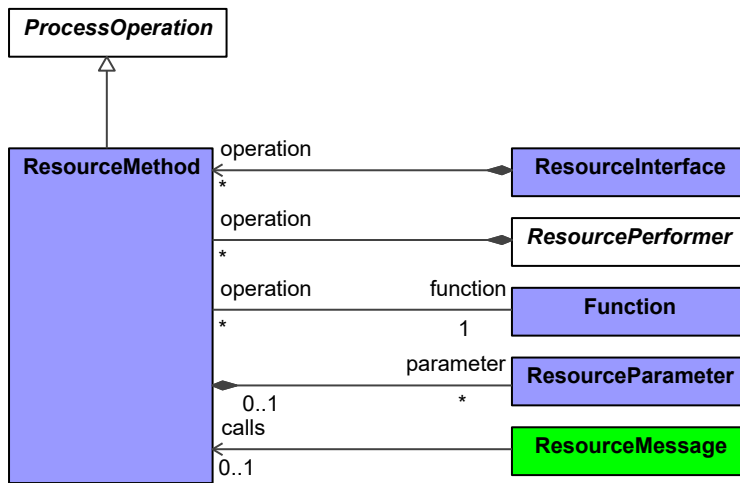 ProcessOperation
ResourceMethod
operation
*
ResourceInterface
operation
*
ResourcePerformer
operation
*
function
1
Function
parameter
0..1
*
ResourceParameter
calls
0..1
ResourceMessage